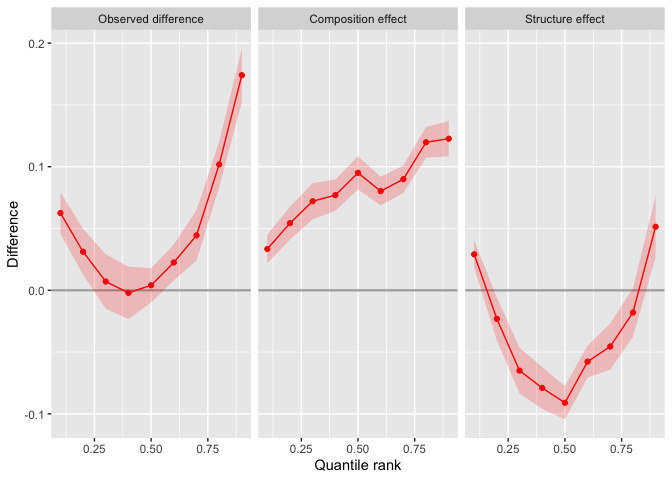 Observed difference
Composition effect
Structure effect
Difference
0.2
0.1
0.0
-0.1
0.25 0.50 0.75
0.25 0.50 0.75
0.25 0.50 0.75
Quantile rank